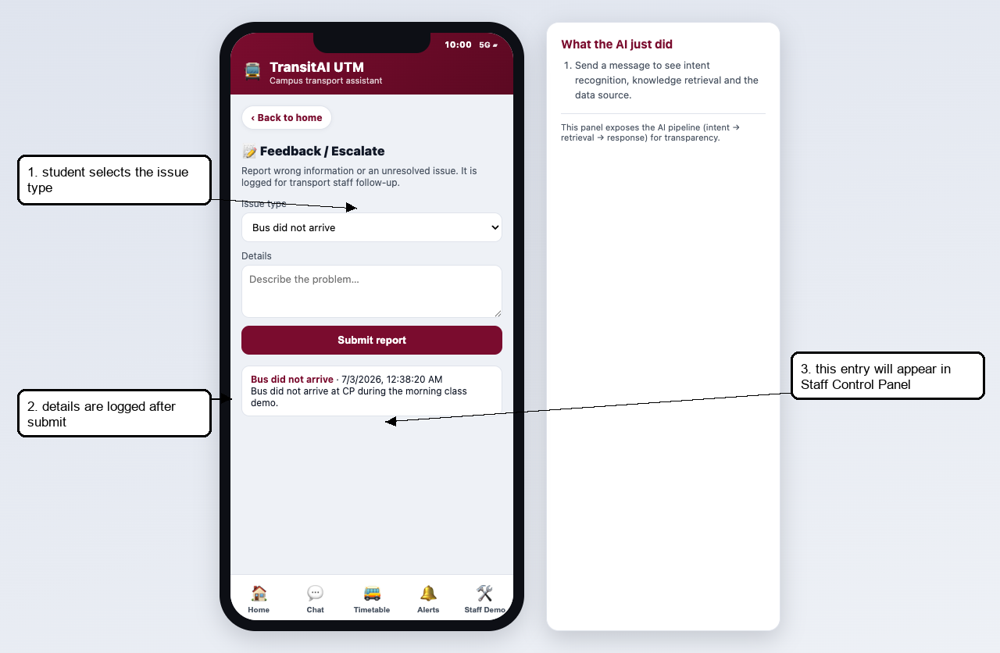 10:00 5G
TransitAI UTM
Campus transport assistant
‹ Back to home
Feedback / Escalate
Report wrong information or an unresolved issue. It is
logged for transport staff follow-up.
Issue type
Bus did not arrive
Details
Describe the problem...
Submit report
Bus did not arrive · 7/3/2026, 12:38:20 AM
Bus did not arrive at CP during the morning class
demo.
Home
Chat
Timetable
Alerts
Staff Demo
What the AI just did
1. Send a message to see intent
recognition, knowledge retrieval and the
data source.
This panel exposes the AI pipeline (intent →
retrieval → response) for transparency.
1. student selects the issue
type
2. details are logged after
submit
3. this entry will appear in
Staff Control Panel